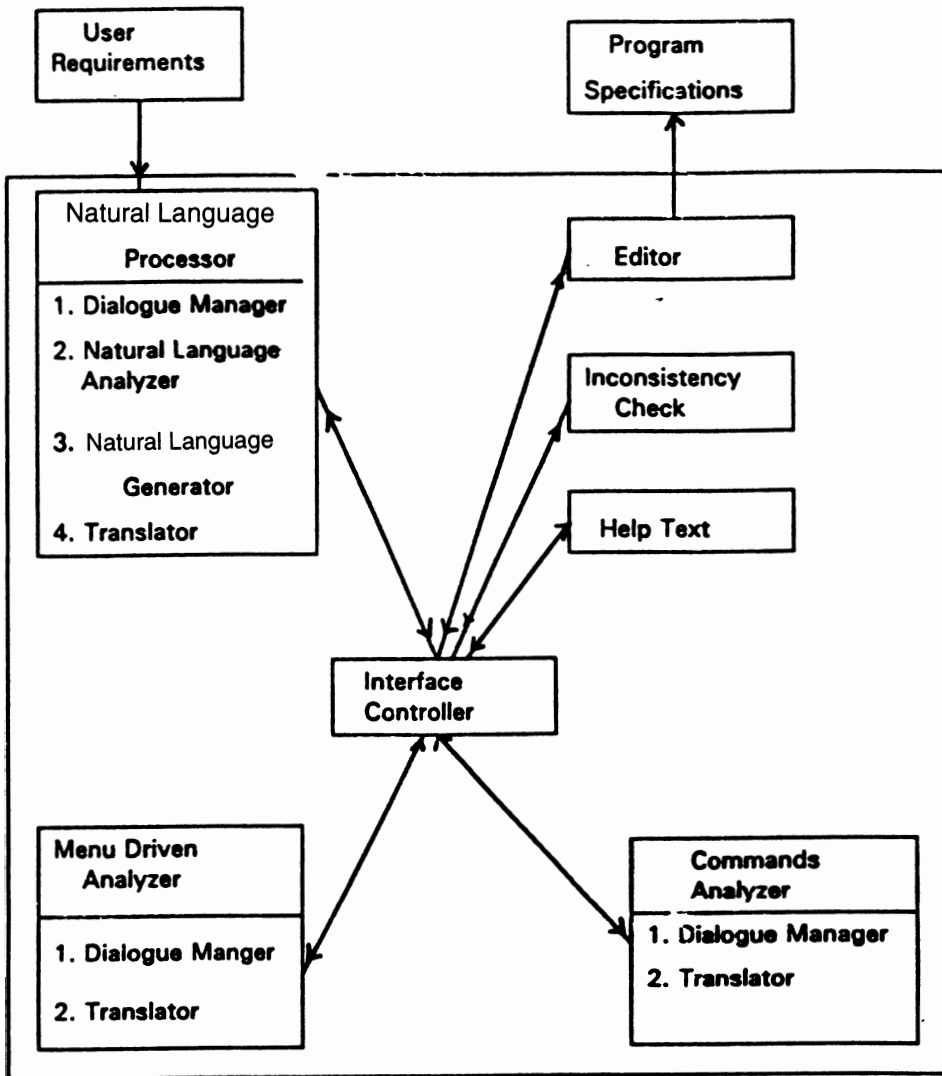 User
Requirements
Program
Specifications
Natural Language
Processor
1. Dialogue Manager
2. Natural Language
Analyzer
3. Natural Language
Generator
4. Translator
Editor
Inconsistency
Check
Help Text
Interface
Controller
Menu Driven
Analyzer
1. Dialogue Manger
2. Translator
Commands
Analyzer
1. Dialogue Manager
2. Translator